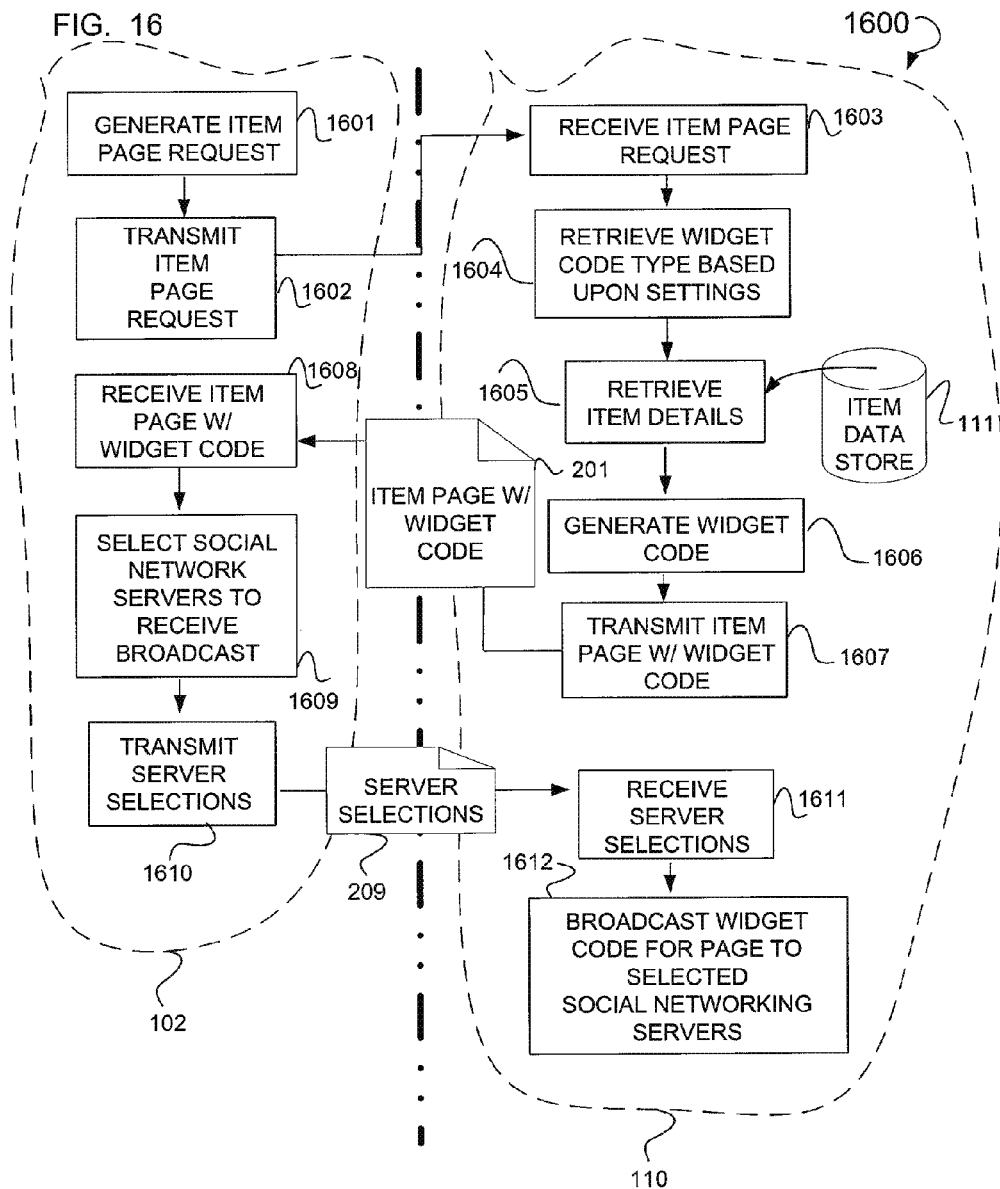 FIG. 16
1600
GENERATE ITEM
PAGE REQUEST
1601
TRANSMIT
ITEM
PAGE
REQUEST
1602
RECEIVE ITEM PAGE
REQUEST
1603
RETRIEVE WIDGET
CODE TYPE BASED
UPON SETTINGS
1604
RETRIEVE
ITEM DETAILS
1605
ITEM
DATA
STORE
111
GENERATE WIDGET
CODE
1606
TRANSMIT ITEM
PAGE W/ WIDGET
CODE
1607
ITEM PAGE W/
WIDGET
CODE
201
1608
RECEIVE ITEM
PAGE W/
WIDGET CODE
SELECT SOCIAL
NETWORK
SERVERS TO
RECEIVE
BROADCAST
1609
TRANSMIT
SERVER
SELECTIONS
1610
SERVER
SELECTIONS
209
RECEIVE
SERVER
SELECTIONS
1611
1612
BROADCAST WIDGET
CODE FOR PAGE TO
SELECTED
SOCIAL NETWORKING
SERVERS
102
110